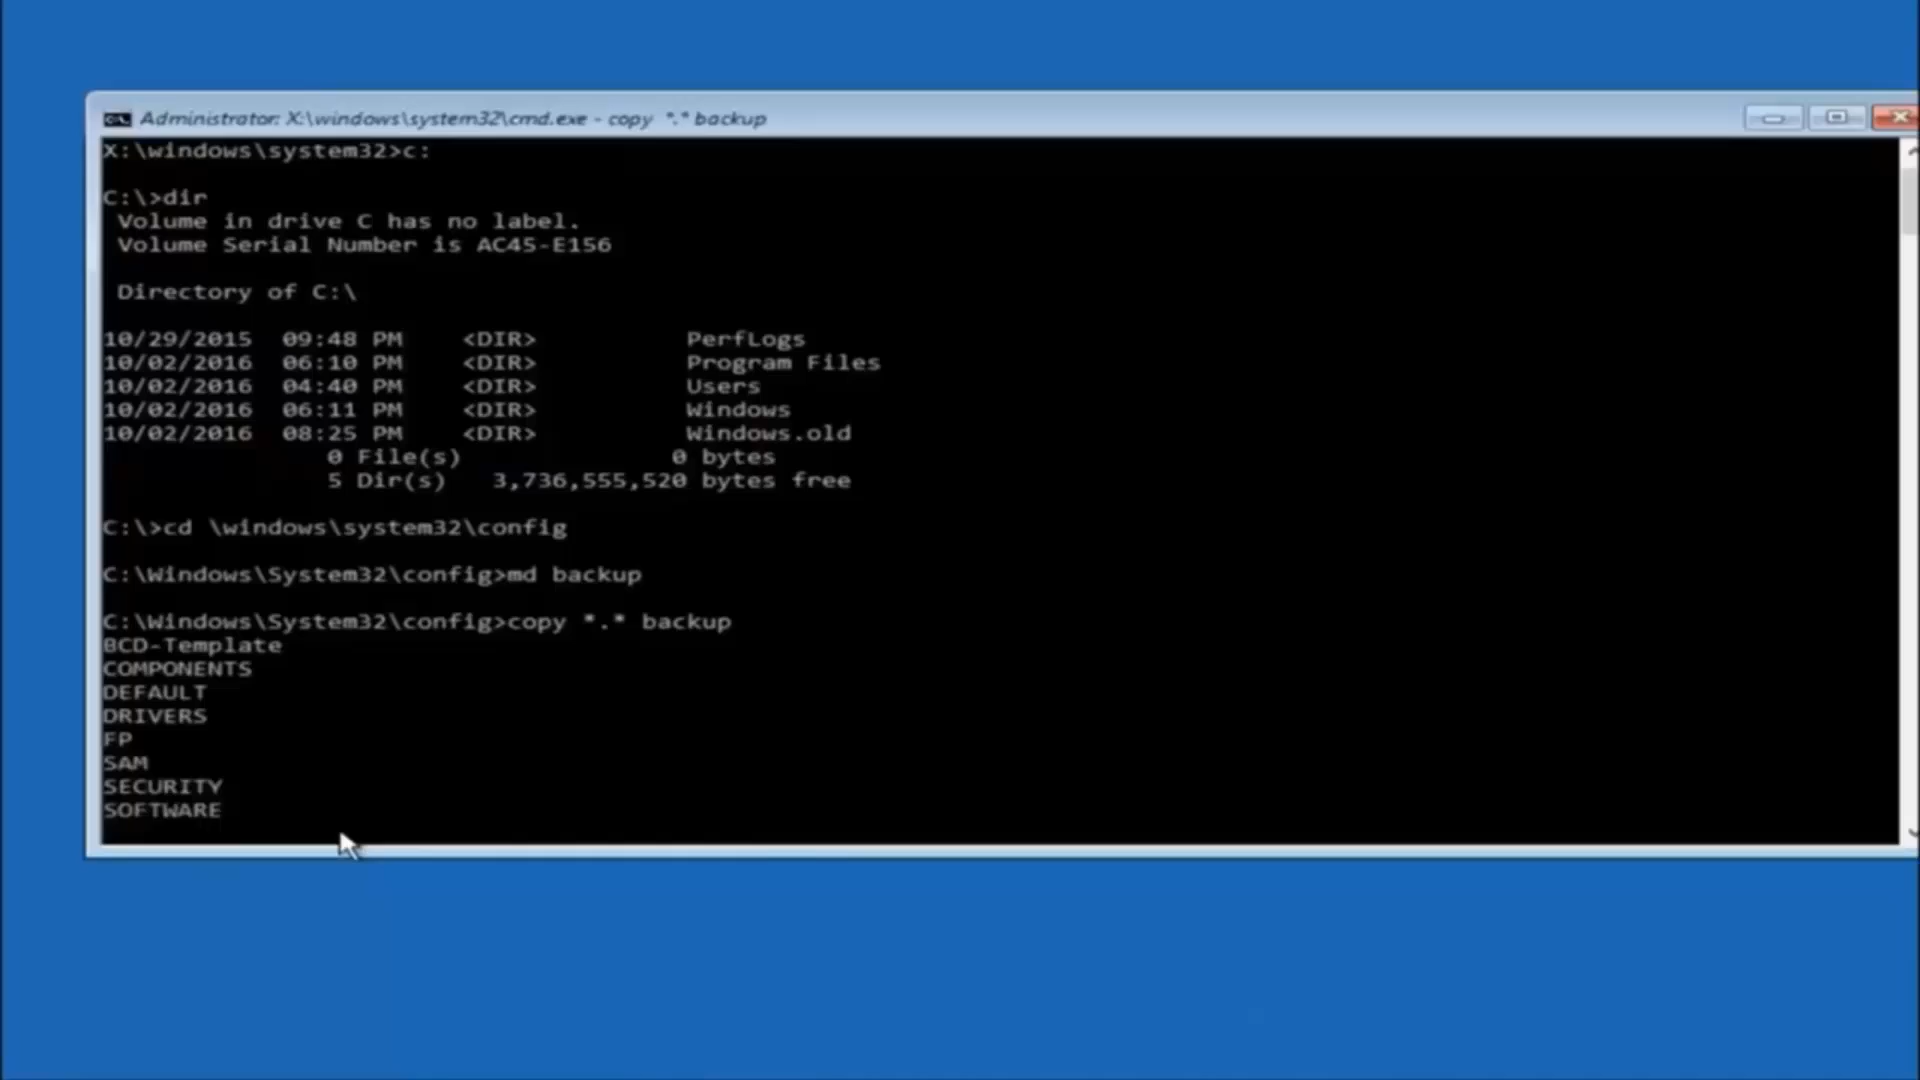 Administrator: X:\windows\system32\cmd.exe - copy *.* backup
X:\windows\system32>c:
C:\>dir
Volume in drive C has no label.
Volume Serial Number is AC45-E156
Directory of C:\
10/29/2015 09:48 PM <DIR> PerfLogs
10/02/2016 06:10 PM <DIR> Program Files
10/02/2016 04:40 PM <DIR> Users
10/02/2016 06:11 PM <DIR> Windows
10/02/2016 08:25 PM <DIR> Windows.old
0 File(s) 0 bytes
5 Dir(s) 3,736,555,520 bytes free
C:\>cd \windows\system32\config
C:\Windows\System32\config>md backup
C:\Windows\System32\config>copy *.* backup
BCD-Template
COMPONENTS
DEFAULT
DRIVERS
FP
SAM
SECURITY
SOFTWARE